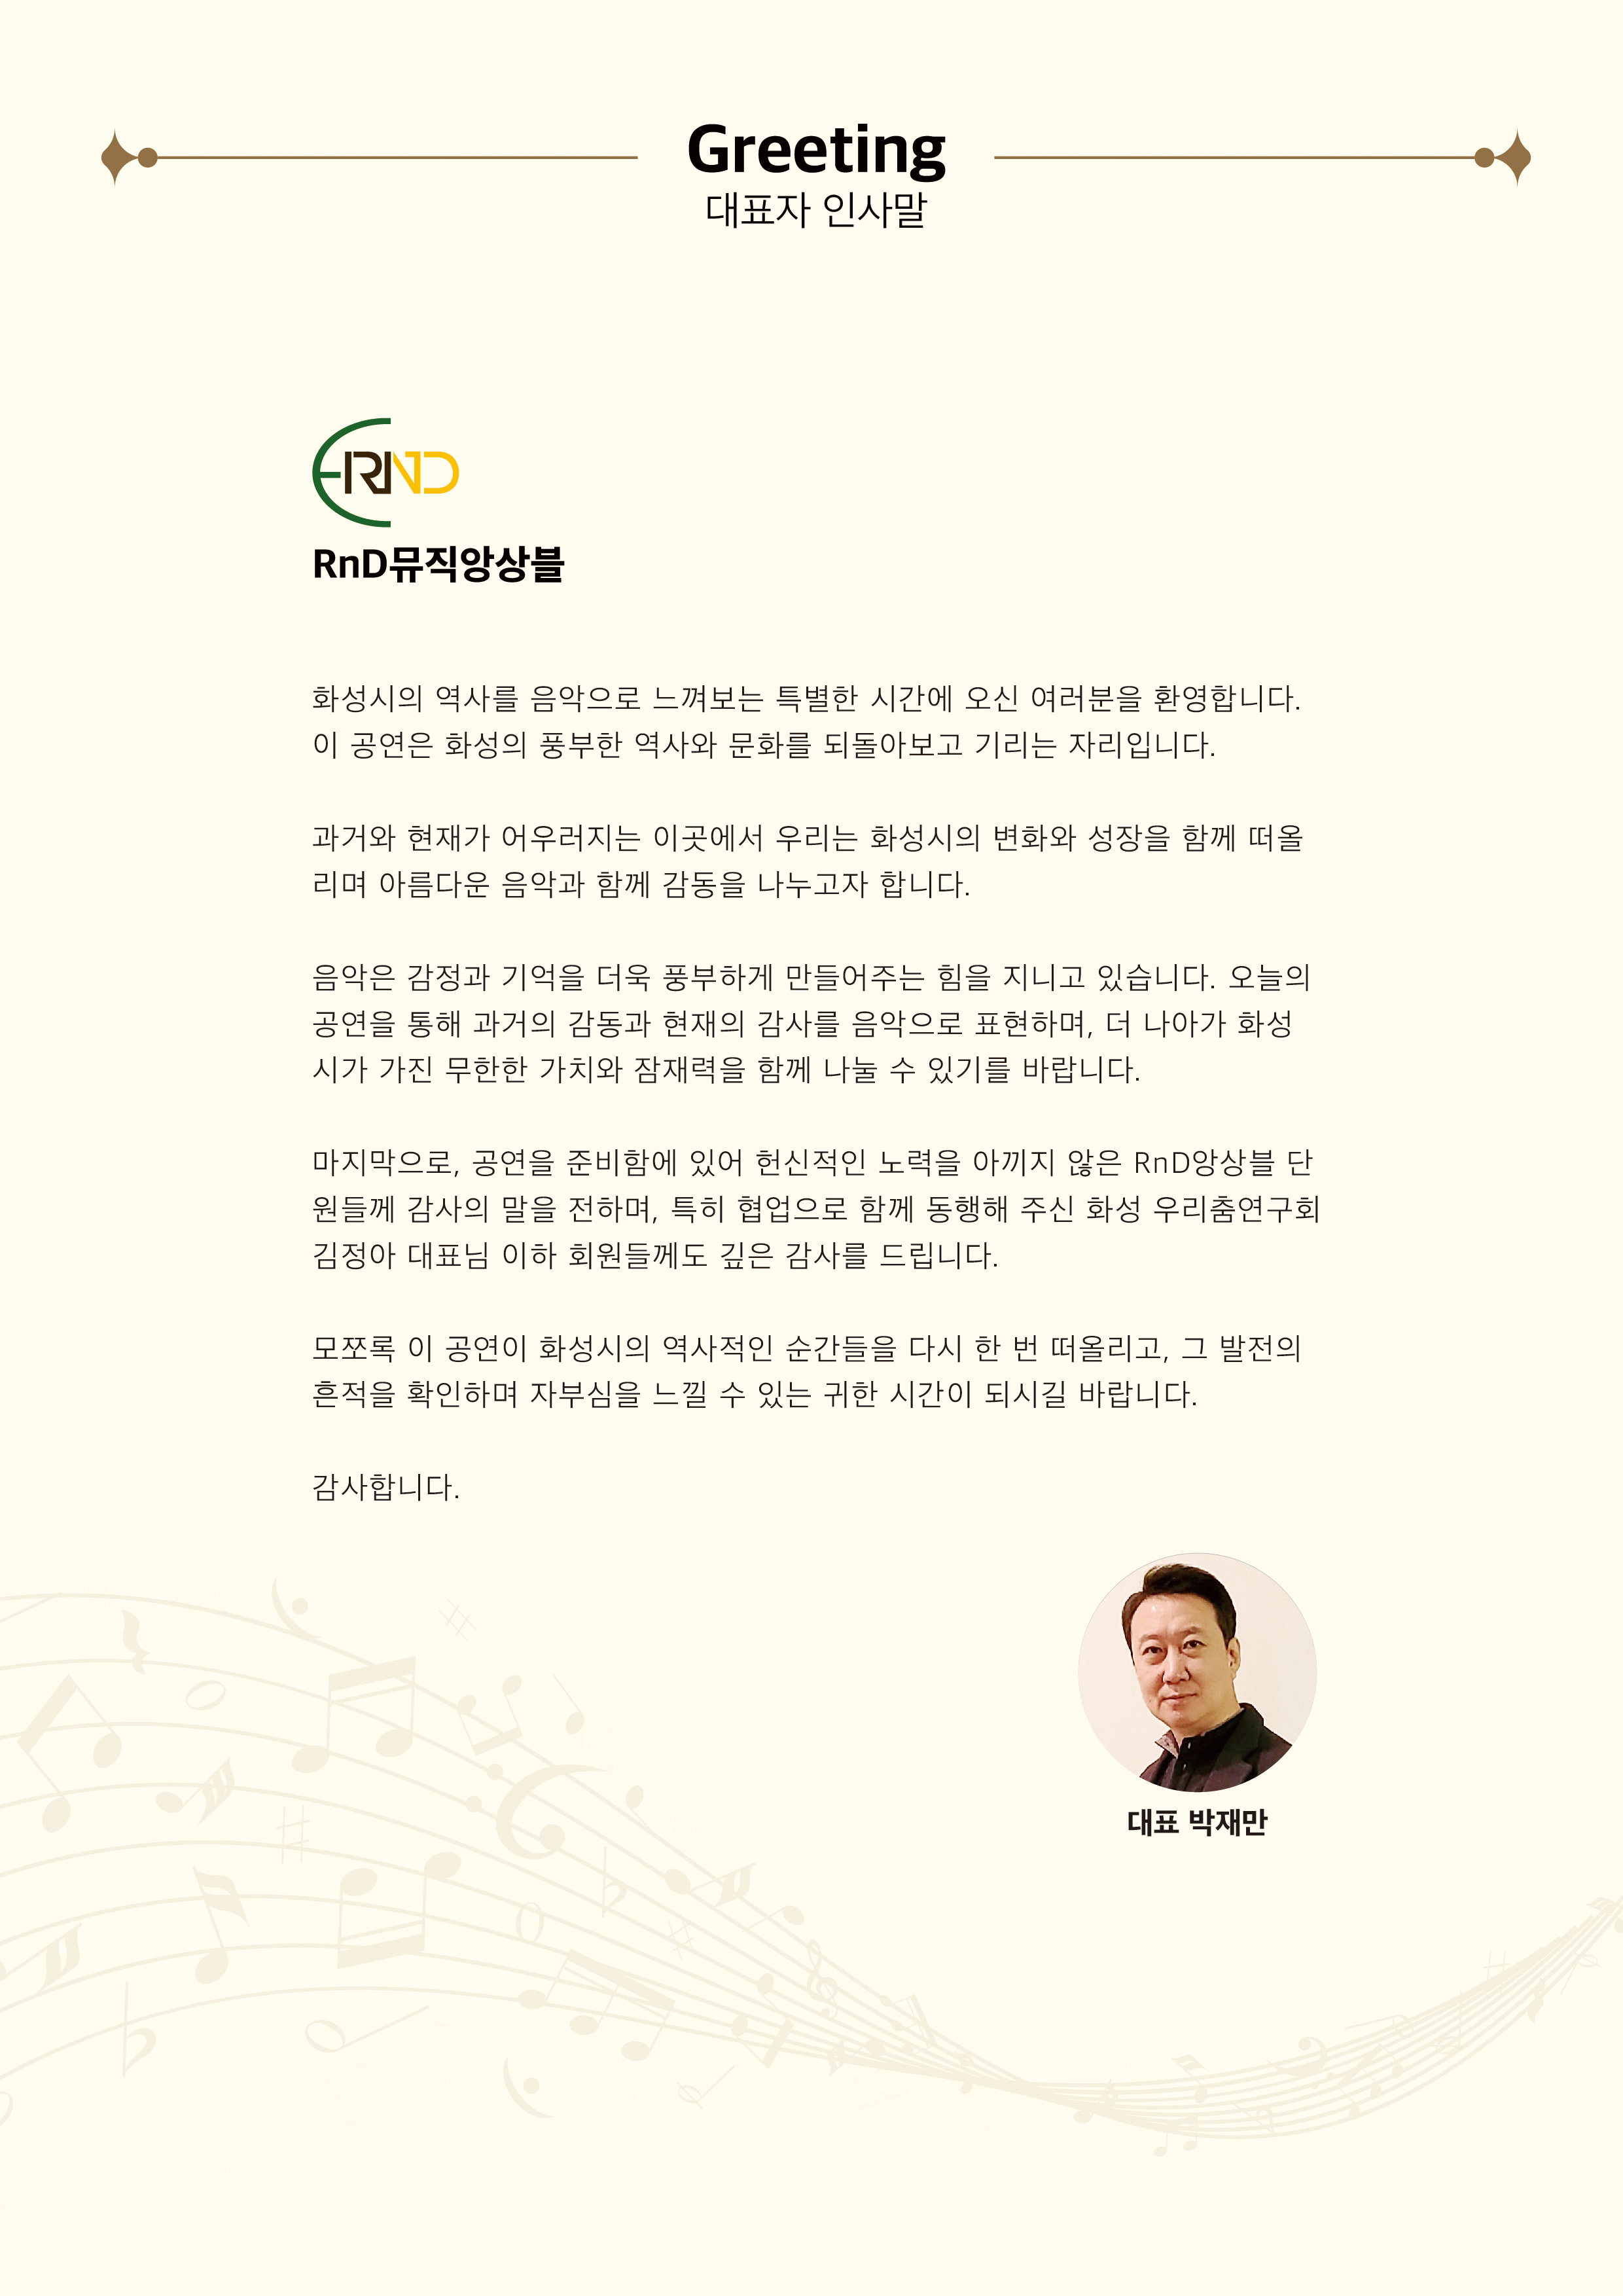 Greeting
대표자 인사말
RND
RnD뮤직앙상블
화성시의 역사를 음악으로 느껴보는 특별한 시간에 오신 여러분을 환영합니다.
이 공연은 화성의 풍부한 역사와 문화를 되돌아보고 기리는 자리입니다.
과거와 현재가 어우러지는 이곳에서 우리는 화성시의 변화와 성장을 함께 떠올
리며 아름다운 음악과 함께 감동을 나누고자 합니다.
음악은 감정과 기억을 더욱 풍부하게 만들어주는 힘을 지니고 있습니다. 오늘의
공연을 통해 과거의 감동과 현재의 감사를 음악으로 표현하며, 더 나아가 화성
시가 가진 무한한 가치와 잠재력을 함께 나눌 수 있기를 바랍니다.
마지막으로, 공연을 준비함에 있어 헌신적인 노력을 아끼지 않은 RnD앙상블 단
원들께 감사의 말을 전하며, 특히 협업으로 함께 동행해 주신 화성 우리춤연구회
김정아 대표님 이하 회원들께도 깊은 감사를 드립니다.
모쪼록 이 공연이 화성시의 역사적인 순간들을 다시 한 번 떠올리고, 그 발전의
흔적을 확인하며 자부심을 느낄 수 있는 귀한 시간이 되시길 바랍니다.
감사합니다.
대표 박재만